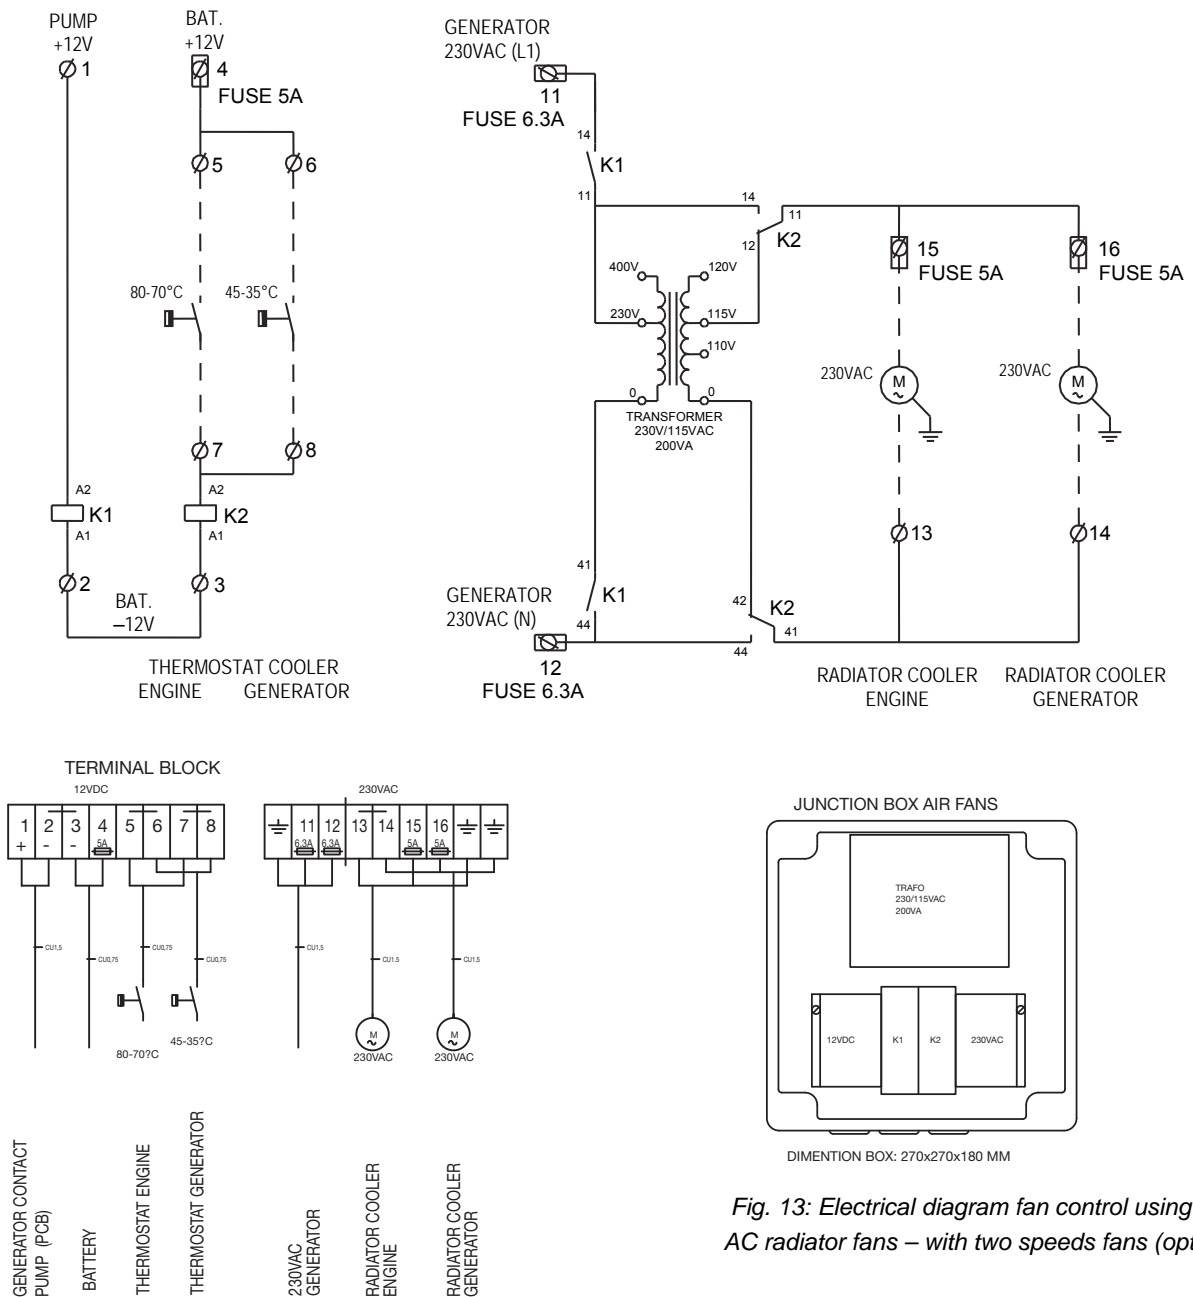 PUMP
+12V
1
BAT.
+12V
4
FUSE 5A
5
6
80-70°C
45-35°C
7
8
A2
K1
A1
A2
K2
A1
2
BAT.
–12V
3
THERMOSTAT COOLER
ENGINE GENERATOR
GENERATOR
230VAC (L1)
11
FUSE 6.3A
14
K1
11
14
11
K2
12
400V
120V
230V
115V
110V
0
0
TRANSFORMER
230V/115VAC
200VA
15
FUSE 5A
16
FUSE 5A
230VAC
M
~
230VAC
M
~
13
14
41
K1
44
GENERATOR
230VAC (N)
12
FUSE 6.3A
42
K2
41
44
RADIATOR COOLER
ENGINE
RADIATOR COOLER
GENERATOR
TERMINAL BLOCK
12VDC
1 2 3 4 5 6 7 8
+ - - 5A
CU1,5
CU0,75
CU0,75
CU0,75
80-70?C
45-35?C
GENERATOR CONTACT
PUMP (PCB)
BATTERY
THERMOSTAT ENGINE
THERMOSTAT GENERATOR
230VAC
11 12 13 14 15 16
6.3A 6.3A 5A 5A
CU1,5
CU1.5
CU1.5
M
~
230VAC
M
~
230VAC
230VAC
GENERATOR
RADIATOR COOLER
ENGINE
RADIATOR COOLER
GENERATOR
JUNCTION BOX AIR FANS
TRAFO
230/115VAC
200VA
12VDC
K1
K2
230VAC
DIMENTION BOX: 270x270x180 MM
Fig. 13: Electrical diagram fan control using
AC radiator fans – with two speeds fans (opt